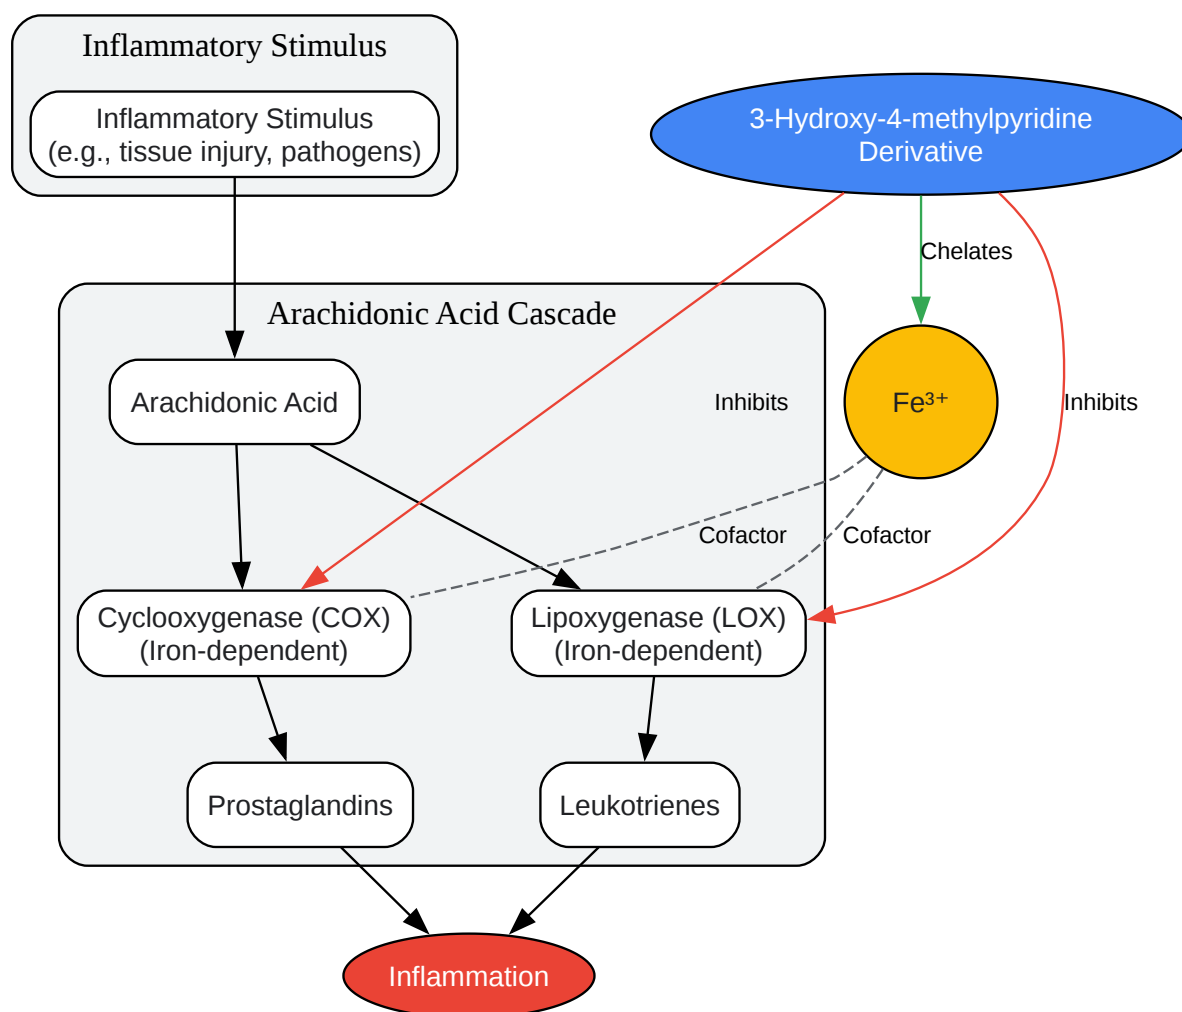 Inflammatory Stimulus
Inflammatory Stimulus
(e.g., tissue injury, pathogens)
3-Hydroxy-4-methylpyridine
Derivative
Chelates
Arachidonic Acid Cascade
Arachidonic Acid
Inhibits
Fe³⁺
Inhibits
Cofactor
Cofactor
Cyclooxygenase (COX)
(Iron-dependent)
Lipoxygenase (LOX)
(Iron-dependent)
Prostaglandins
Leukotrienes
Inflammation